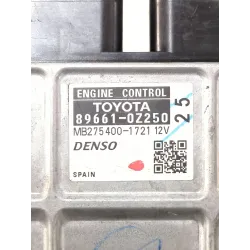 ENGINE CONTROL
TOYOTA
89661-0Z250
MB275400-1721 12V
DENSO
SPAIN
25